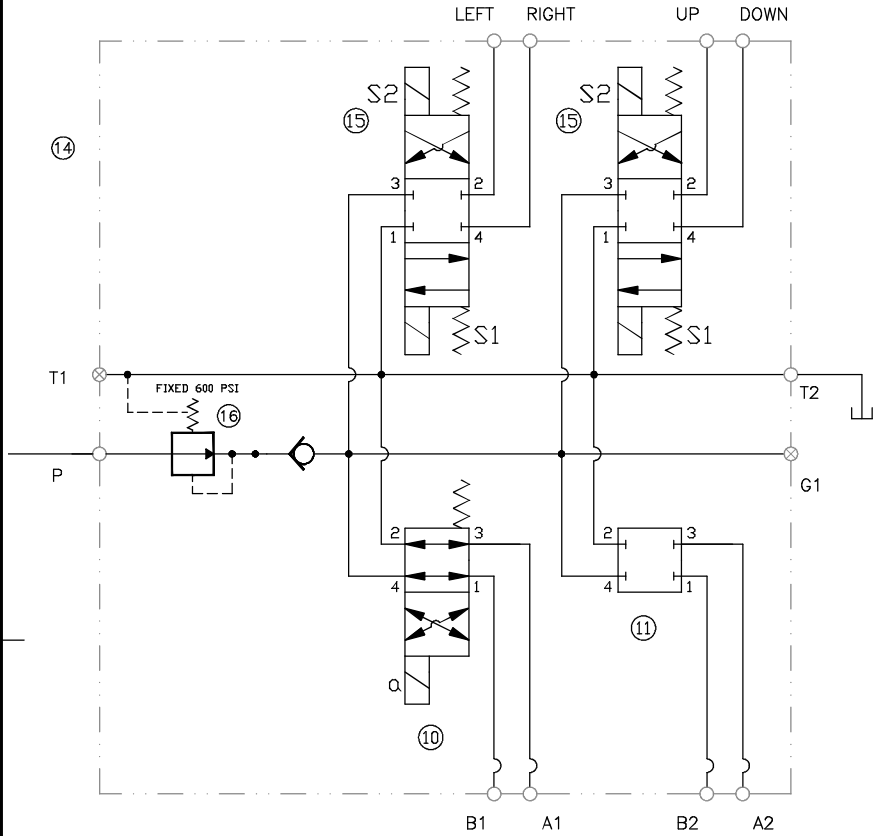 LEFT RIGHT UP DOWN
S2 S2
15 15
14
3 2 3 2
1 4 1 4
S1 S1
T1 T2
FIXED 600 PSI
16
P G1
2 3 2 3
4 1 4 1
11
a
10
B1 A1 B2 A2